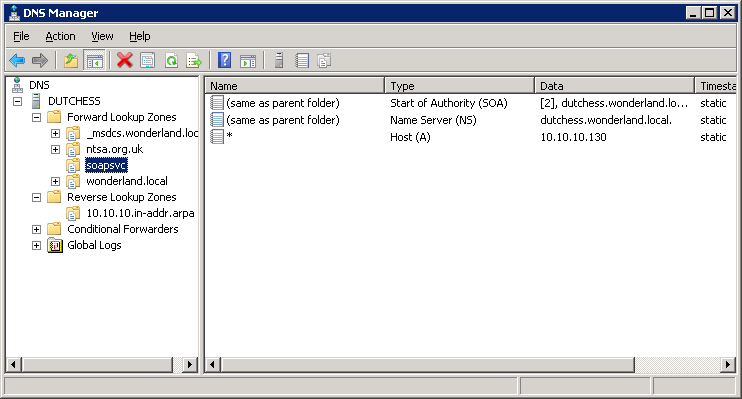 DNS Manager
File Action View Help
DNS
DUTCHESS
Forward Lookup Zones
_msdcs.wonderland.loc
ntsa.org.uk
soapsvc
wonderland.local
Reverse Lookup Zones
10.10.10.in-addr.arpa
Conditional Forwarders
Global Logs
Name Type Data Timesta
(same as parent folder) Start of Authority (SOA) [2], dutchess.wonderland.lo... static
(same as parent folder) Name Server (NS) dutchess.wonderland.local. static
* Host (A) 10.10.10.130 static